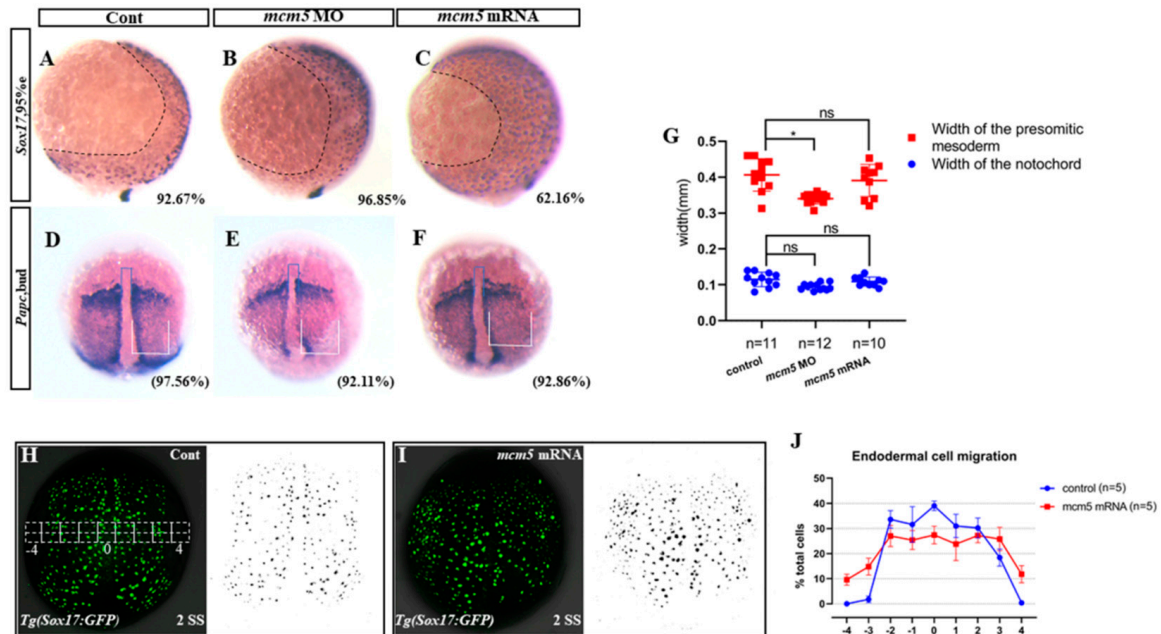 Cont
mcm5 MO
mcm5 mRNA
Sox17,95%e
A
B
C
92.67%
96.85%
62.16%
Papc,bud
D
E
F
(97.56%)
(92.11%)
(92.86%)
G
ns
*
ns
ns
ns
Width of the presomitic
mesoderm
Width of the notochord
width(mm)
0.5
0.4
0.3
0.2
0.1
0.0
n=11
n=12
n=10
control
mcm5 MO
mcm5 mRNA
H
Cont
-4
0
4
Tg(Sox17:GFP)
2 SS
I
mcm5 mRNA
Tg(Sox17:GFP)
2 SS
J
Endodermal cell migration
% total cells
50
40
30
20
10
0
-4 -3 -2 -1 0 1 2 3 4
control (n=5)
mcm5 mRNA (n=5)